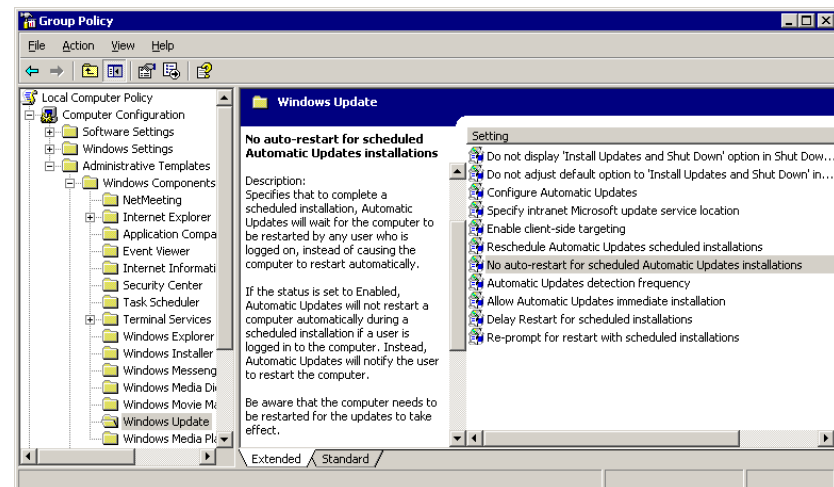 Group Policy
File Action View Help
Local Computer Policy
Computer Configuration
Software Settings
Windows Settings
Administrative Templates
Windows Components
NetMeeting
Internet Explorer
Application Compa
Event Viewer
Internet Informati
Security Center
Task Scheduler
Terminal Services
Windows Explorer
Windows Installer
Windows Messeng
Windows Media Di
Windows Movie Ma
Windows Update
Windows Media Pl
Windows Update
No auto-restart for scheduled
Automatic Updates installations
Description:
Specifies that to complete a
scheduled installation, Automatic
Updates will wait for the computer to
be restarted by any user who is
logged on, instead of causing the
computer to restart automatically.
If the status is set to Enabled,
Automatic Updates will not restart a
computer automatically during a
scheduled installation if a user is
logged in to the computer. Instead,
Automatic Updates will notify the user
to restart the computer.
Be aware that the computer needs to
be restarted for the updates to take
effect.
Setting
Do not display 'Install Updates and Shut Down' option in Shut Dow...
Do not adjust default option to 'Install Updates and Shut Down' in...
Configure Automatic Updates
Specify intranet Microsoft update service location
Enable client-side targeting
Reschedule Automatic Updates scheduled installations
No auto-restart for scheduled Automatic Updates installations
Automatic Updates detection frequency
Allow Automatic Updates immediate installation
Delay Restart for scheduled installations
Re-prompt for restart with scheduled installations
Extended Standard